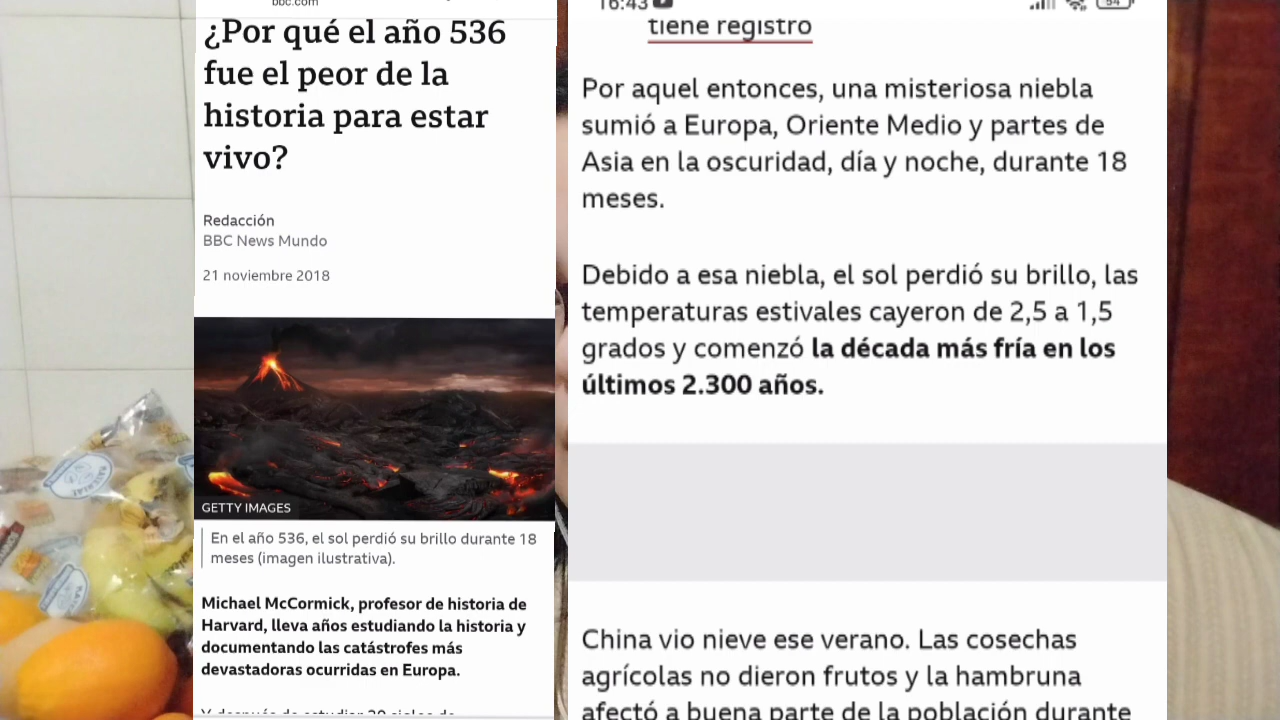 bbc.com
¿Por qué el año 536
fue el peor de la
historia para estar
vivo?
Redacción
BBC News Mundo
21 noviembre 2018
GETTY IMAGES
En el año 536, el sol perdió su brillo durante 18
meses (imagen ilustrativa).
Michael McCormick, profesor de historia de
Harvard, lleva años estudiando la historia y
documentando las catástrofes más
devastadoras ocurridas en Europa.
Y después de estudiar 20 siglos de
16:43
54
tiene registro
Por aquel entonces, una misteriosa niebla
sumió a Europa, Oriente Medio y partes de
Asia en la oscuridad, día y noche, durante 18
meses.
Debido a esa niebla, el sol perdió su brillo, las
temperaturas estivales cayeron de 2,5 a 1,5
grados y comenzó la década más fría en los
últimos 2.300 años.
China vio nieve ese verano. Las cosechas
agrícolas no dieron frutos y la hambruna
afectó a buena parte de la población durante